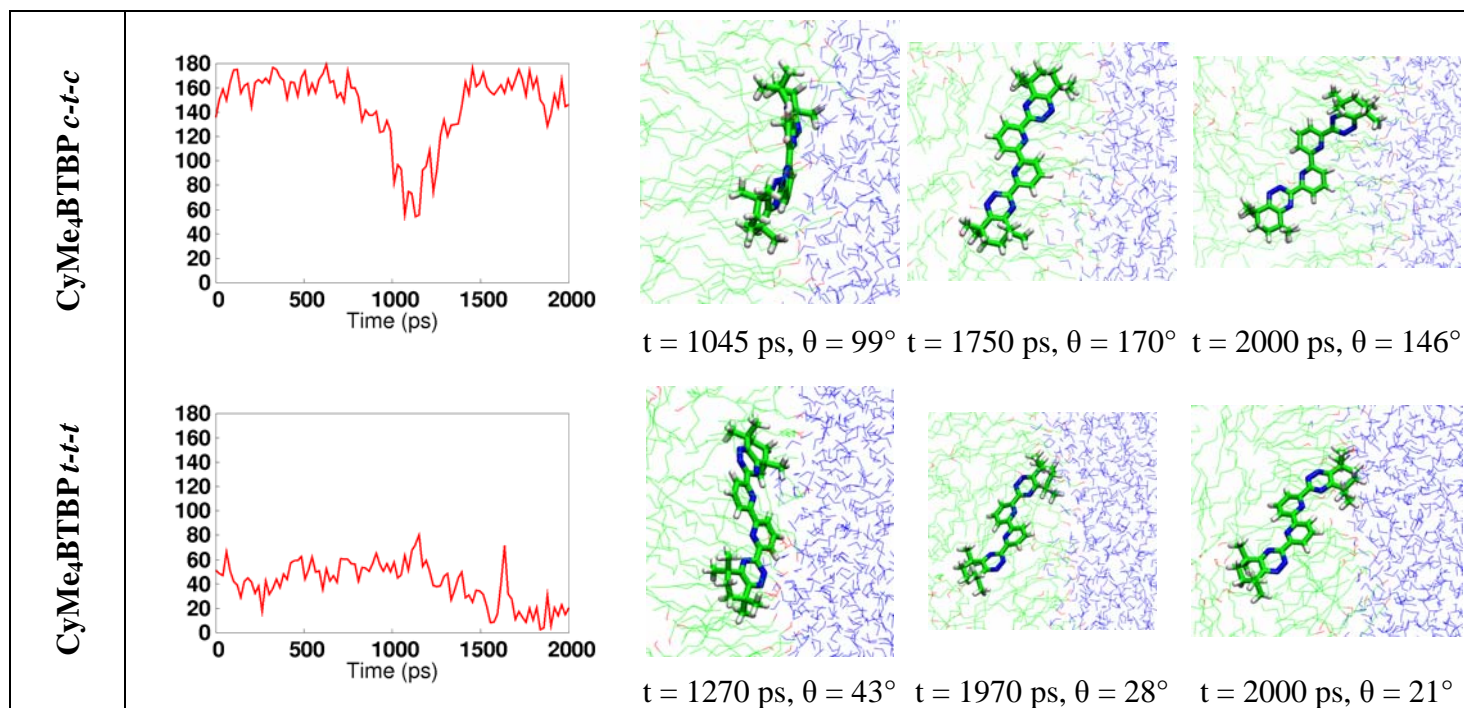 CyMe₄BTBP c-t-c
180
160
140
120
100
80
60
40
20
0
0 500 1000 1500 2000
Time (ps)
t = 1045 ps, θ = 99° t = 1750 ps, θ = 170° t = 2000 ps, θ = 146°
CyMe₄BTBP t-t-t
180
160
140
120
100
80
60
40
20
0
0 500 1000 1500 2000
Time (ps)
t = 1270 ps, θ = 43° t = 1970 ps, θ = 28° t = 2000 ps, θ = 21°